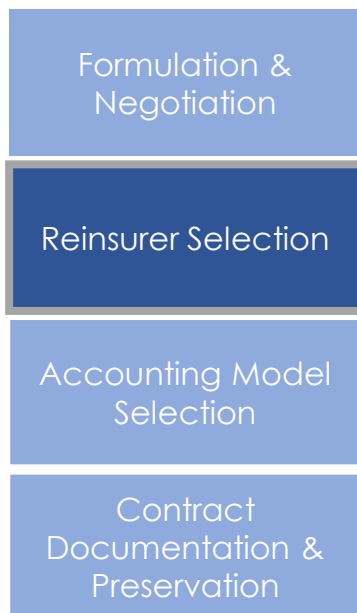 Formulation &
Negotiation
Reinsurer Selection
Accounting Model
Selection
Contract
Documentation &
Preservation